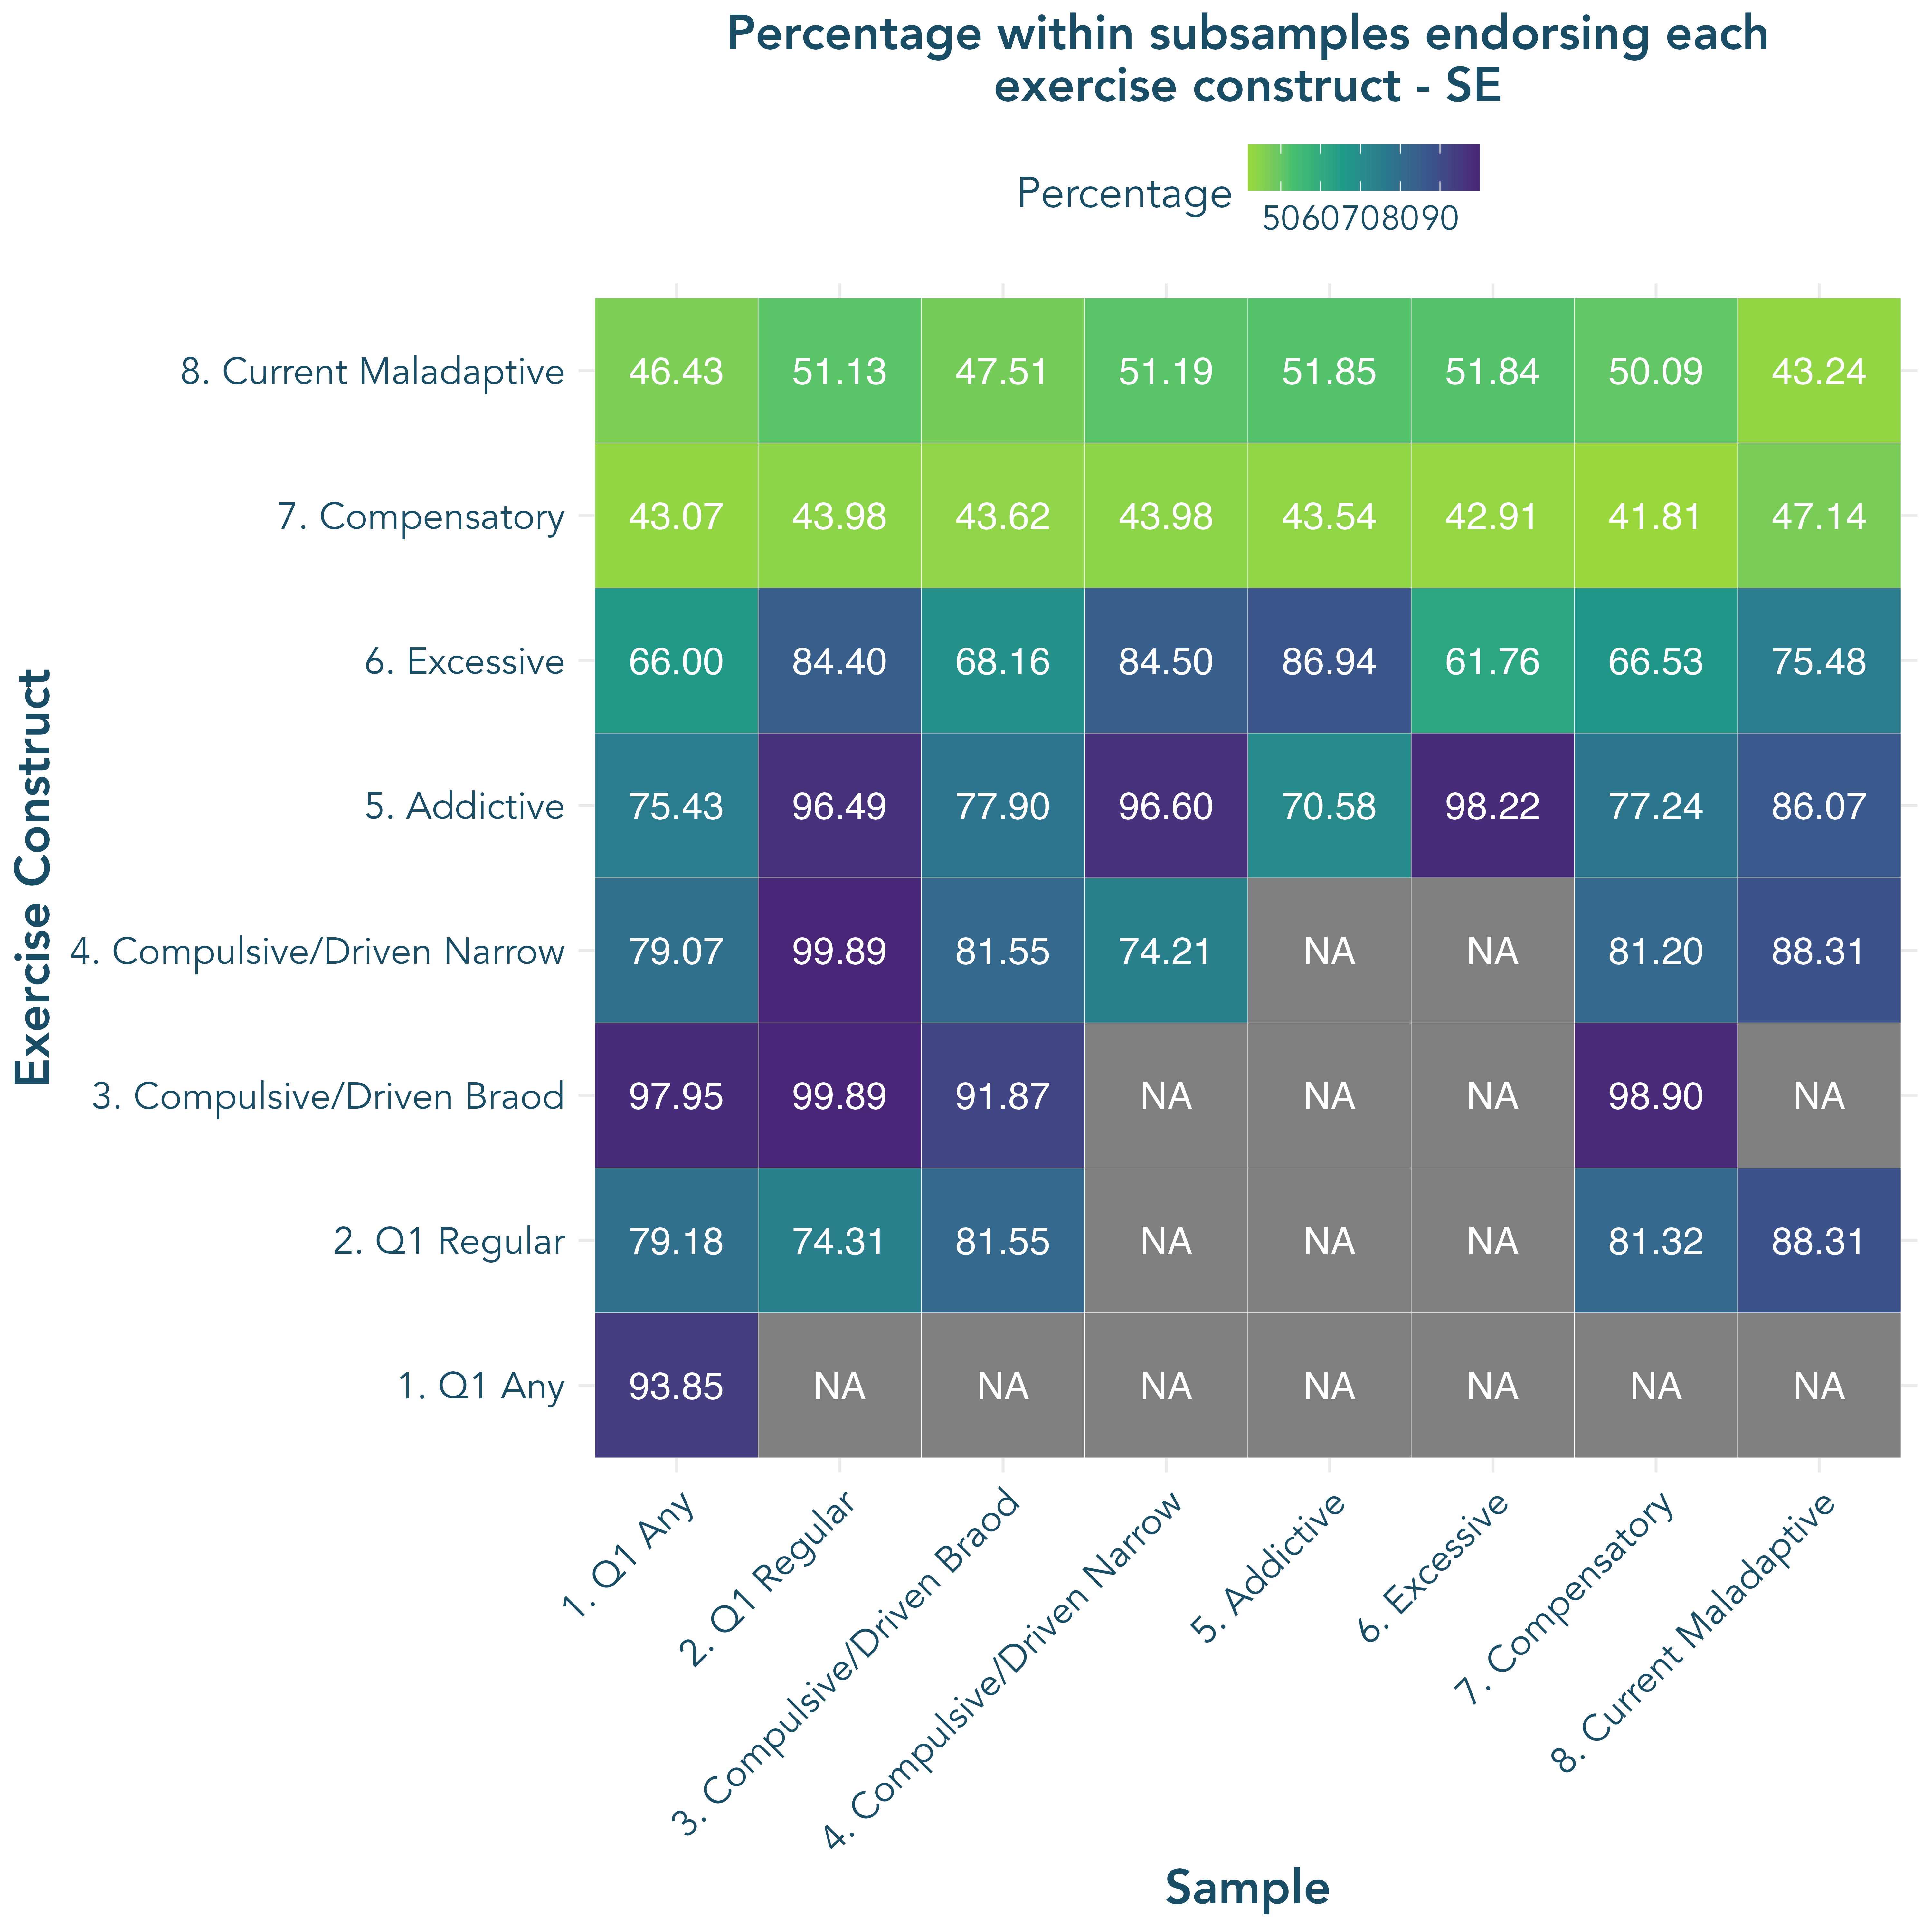 Percentage within subsamples endorsing each
exercise construct - SE
Percentage
50 60 70 80 90
Exercise Construct
8. Current Maladaptive 46.43 51.13 47.51 51.19 51.85 51.84 50.09 43.24
7. Compensatory 43.07 43.98 43.62 43.98 43.54 42.91 41.81 47.14
6. Excessive 66.00 84.40 68.16 84.50 86.94 61.76 66.53 75.48
5. Addictive 75.43 96.49 77.90 96.60 70.58 98.22 77.24 86.07
4. Compulsive/Driven Narrow 79.07 99.89 81.55 74.21 NA NA 81.20 88.31
3. Compulsive/Driven Braod 97.95 99.89 91.87 NA NA NA 98.90 NA
2. Q1 Regular 79.18 74.31 81.55 NA NA NA 81.32 88.31
1. Q1 Any 93.85 NA NA NA NA NA NA NA
1. Q1 Any
2. Q1 Regular
3. Compulsive/Driven Braod
4. Compulsive/Driven Narrow
5. Addictive
6. Excessive
7. Compensatory
8. Current Maladaptive
Sample